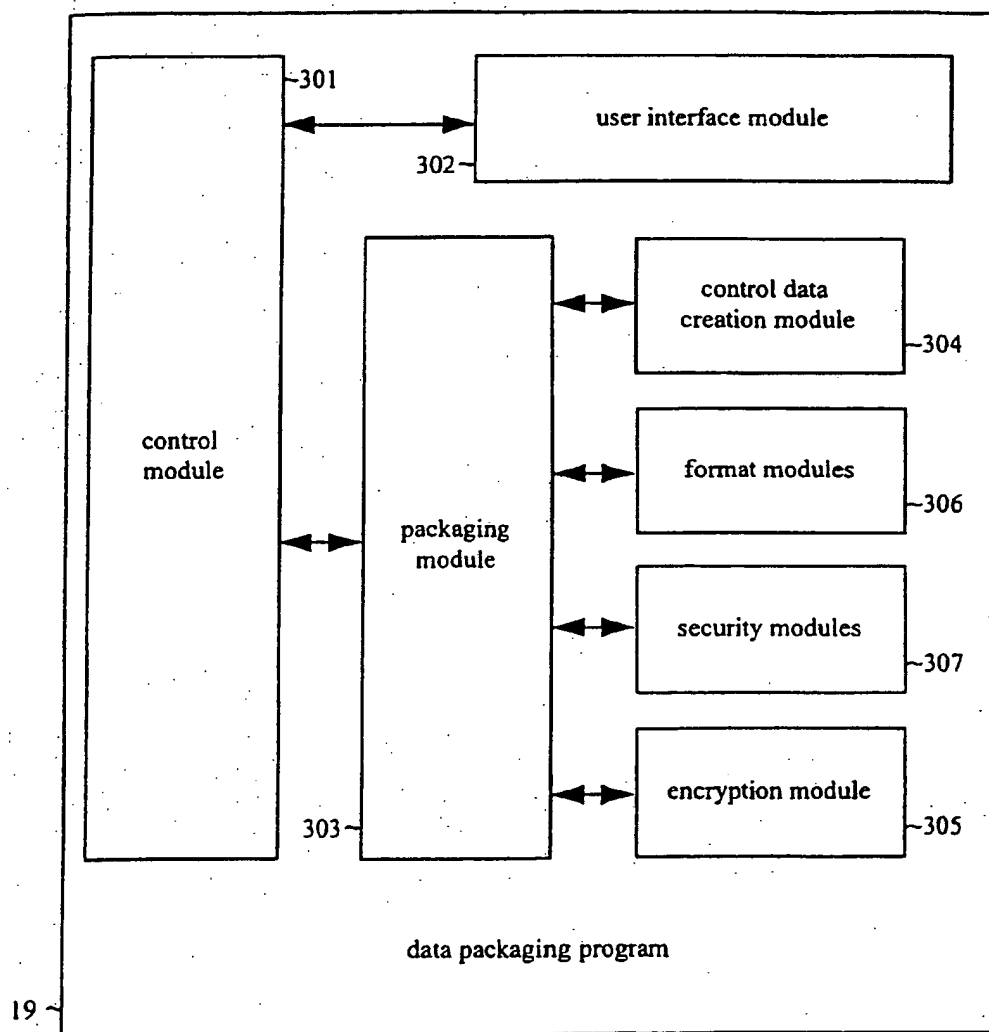 301
user interface module
302
control data
creation module
304
control
module
format modules
306
packaging
module
security modules
307
encryption module
303
305
data packaging program
19